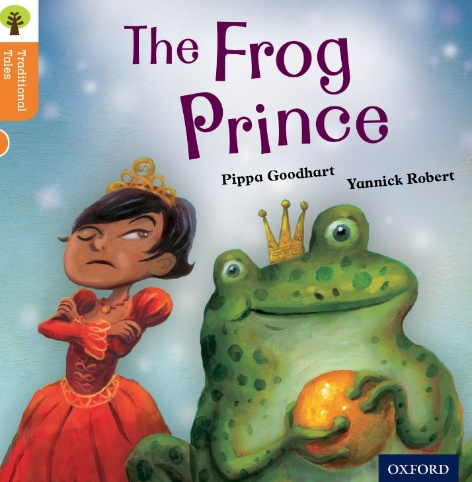 Traditional
Tales
The Frog
Prince
Pippa Goodhart
Yannick Robert
OXFORD